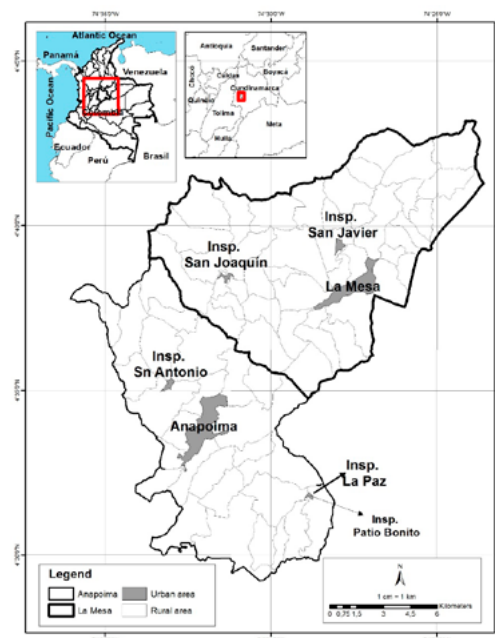 Atlantic Ocean
Panamá
Venezuela
Pacific Ocean
Colombia
Ecuador
Perú
Brasil
Antioquia
Santander
Boyacá
Caldas
Chocó
Cundinamarca
Quindío
Tolima
Meta
Huila
Insp.
San Javier
Insp.
San Joaquín
La Mesa
Insp.
Sn Antonio
Anapoima
Insp.
La Paz
Insp.
Patio Bonito
Legend
Anapoima
Urban area
La Mesa
Rural area
N
1 cm = 1 km
Kilometers
0 0,75 1,5 3 4,5 6